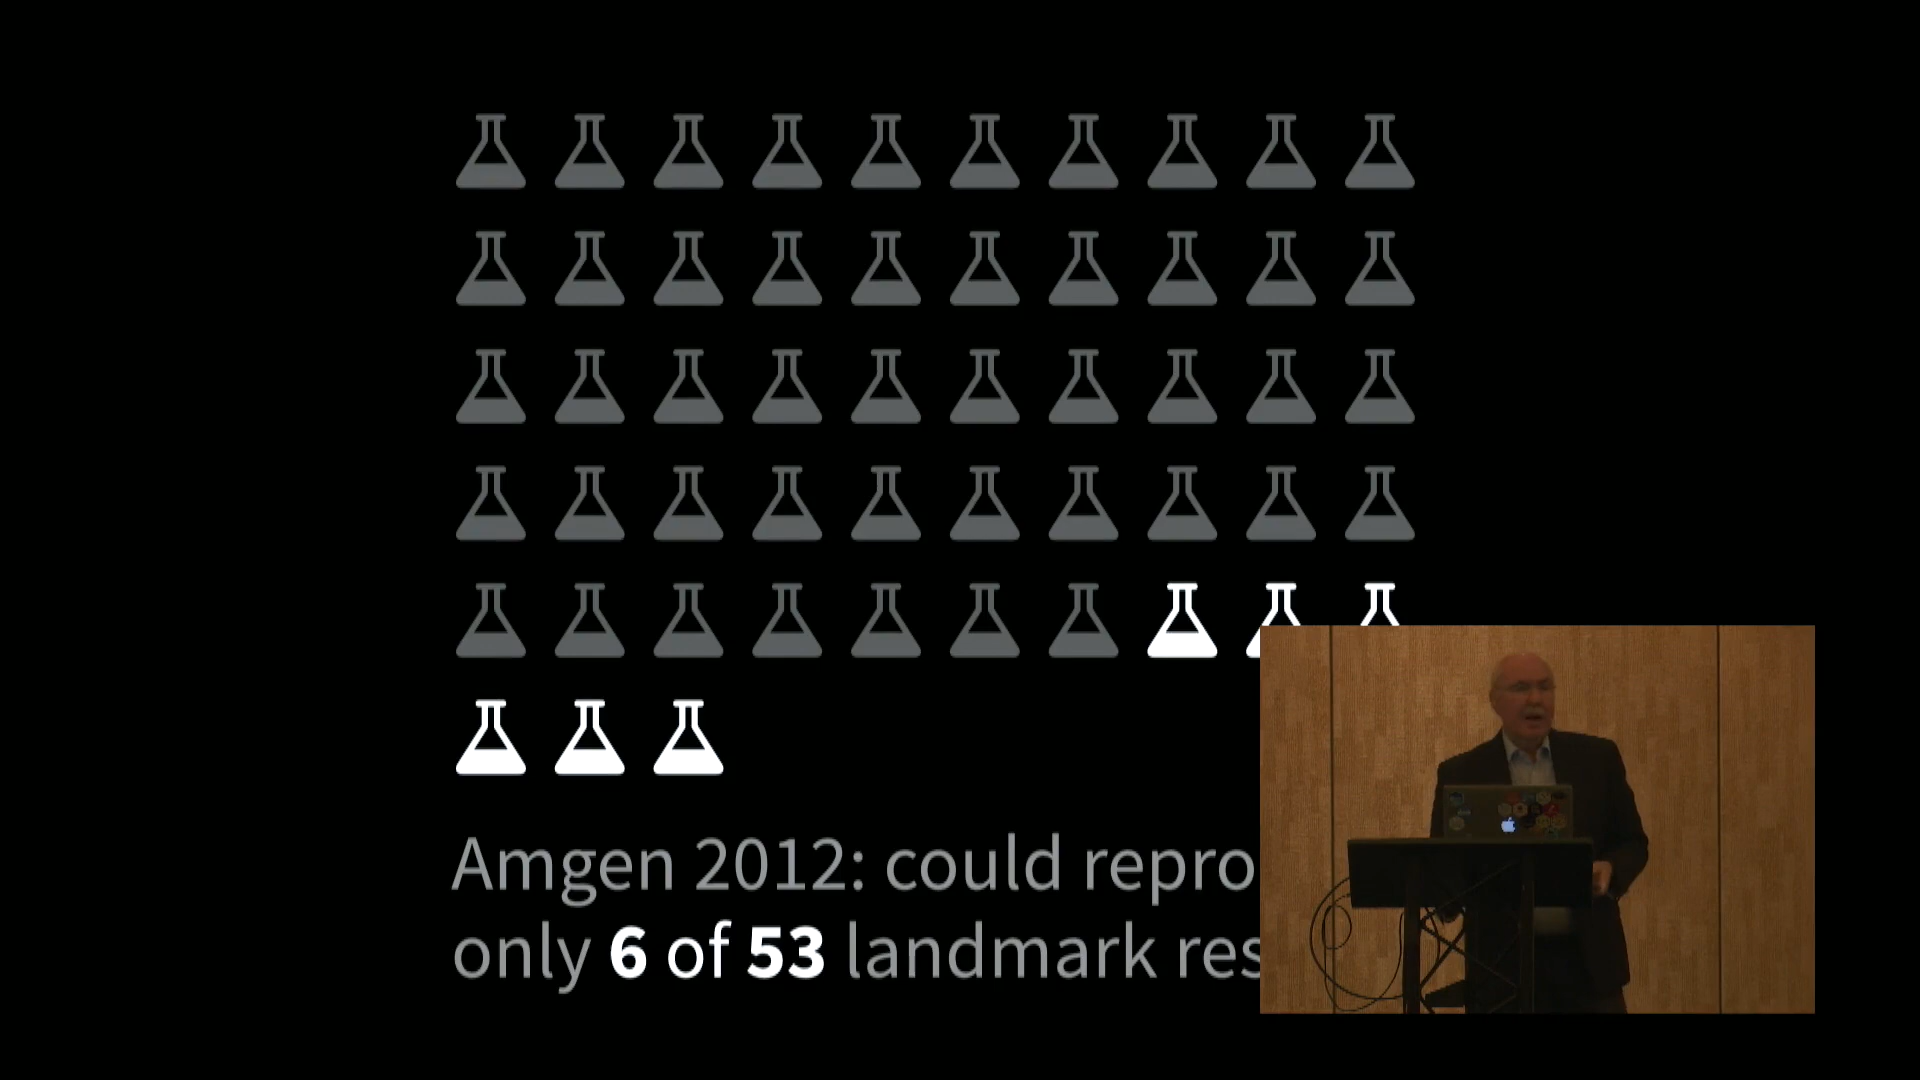 Amgen 2012: could repro
only 6 of 53 landmark res